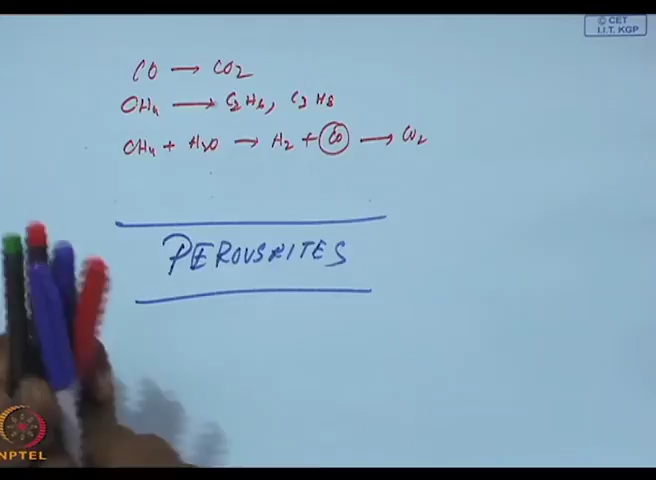 © CET
I.I.T. KGP
CO → CO2
CH4 → C2H6, C3H8
CH4 + H2O → H2 + CO → CO2
PEROVSKITES
NPTEL